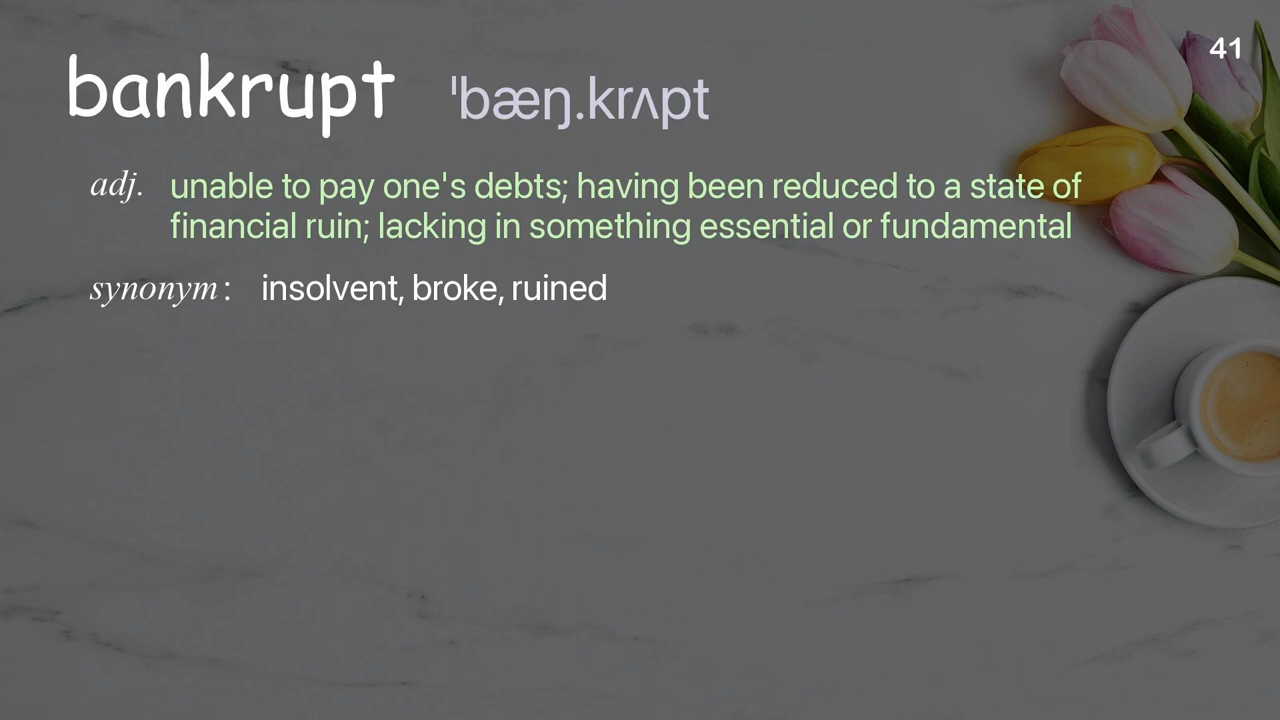 41
bankrupt ˈbæŋ.krʌpt
adj. unable to pay one's debts; having been reduced to a state of
financial ruin; lacking in something essential or fundamental
synonym: insolvent, broke, ruined